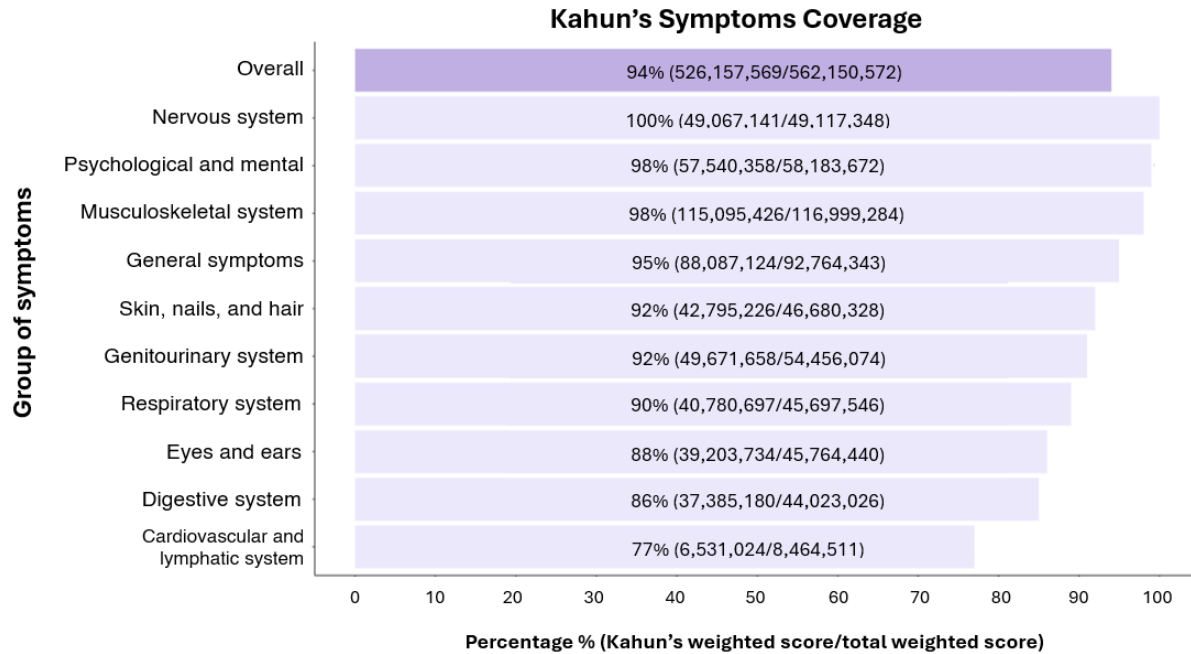 Kahun’s Symptoms Coverage
Group of symptoms
Overall 94% (526,157,569/562,150,572)
Nervous system 100% (49,067,141/49,117,348)
Psychological and mental 98% (57,540,358/58,183,672)
Musculoskeletal system 98% (115,095,426/116,999,284)
General symptoms 95% (88,087,124/92,764,343)
Skin, nails, and hair 92% (42,795,226/46,680,328)
Genitourinary system 92% (49,671,658/54,456,074)
Respiratory system 90% (40,780,697/45,697,546)
Eyes and ears 88% (39,203,734/45,764,440)
Digestive system 86% (37,385,180/44,023,026)
Cardiovascular and
lymphatic system 77% (6,531,024/8,464,511)
0 10 20 30 40 50 60 70 80 90 100
Percentage % (Kahun’s weighted score/total weighted score)